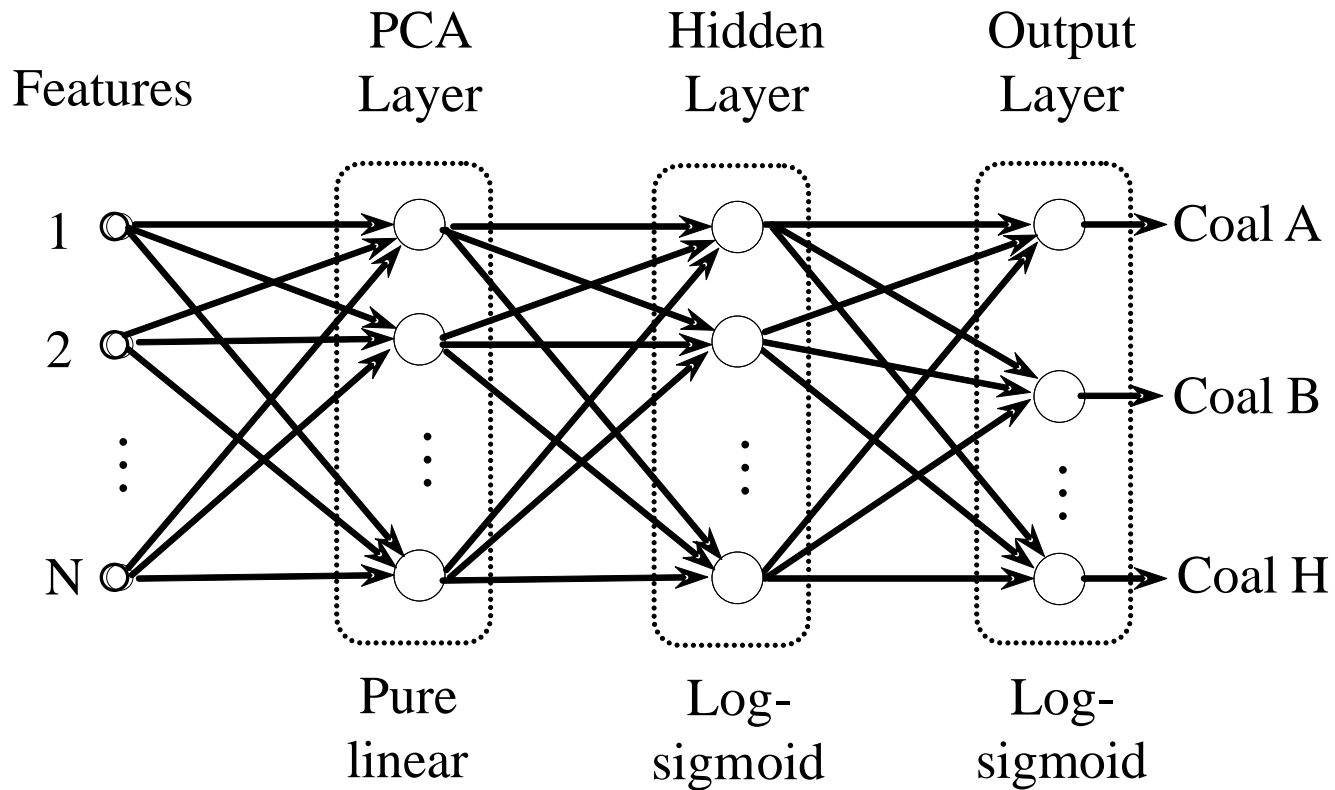 Features
PCA
Layer
Hidden
Layer
Output
Layer
1
2
N
Coal A
Coal B
Coal H
Pure
linear
Log-
sigmoid
Log-
sigmoid